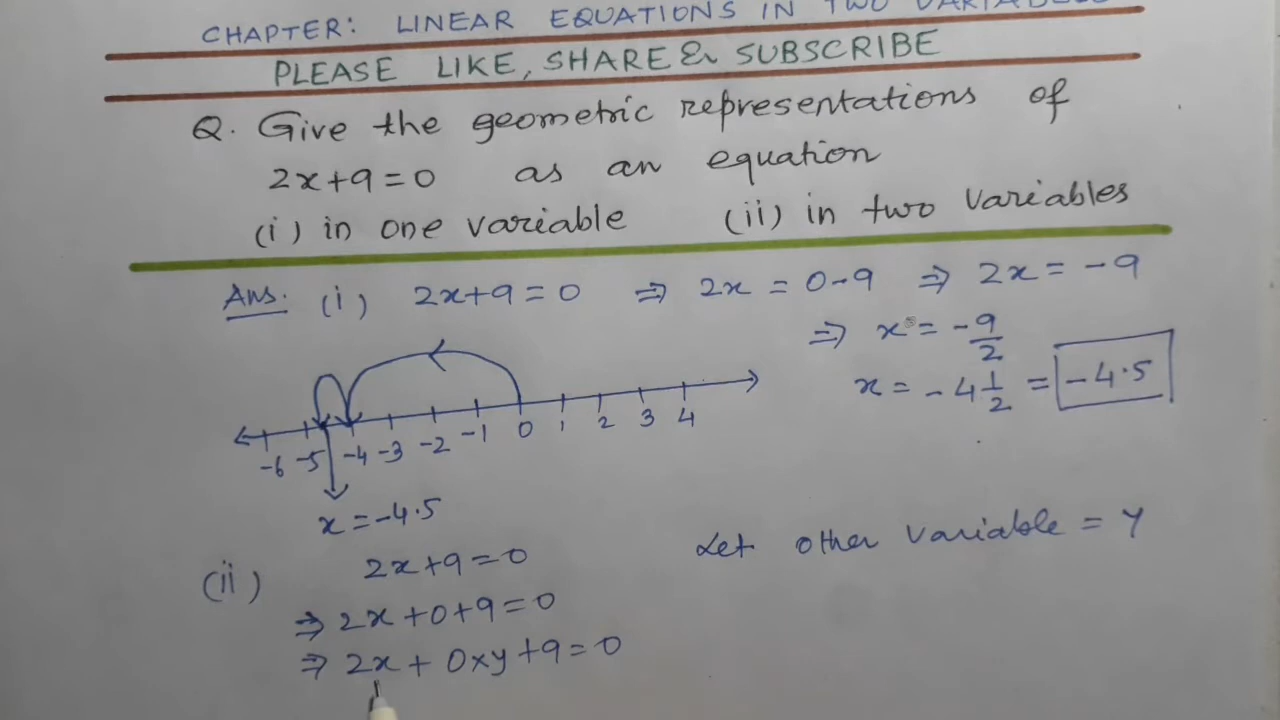 CHAPTER: LINEAR EQUATIONS IN TWO VARIABLES
PLEASE LIKE, SHARE & SUBSCRIBE
Q. Give the geometric representations of
2x+9=0 as an equation
(i) in one variable (ii) in two variables
Ans. (i) 2x+9=0 ⇒ 2x = 0-9 ⇒ 2x = -9
⇒ x = -9/2
x = -4 1/2 = -4.5
-6 -5 -4 -3 -2 -1 0 1 2 3 4
x = -4.5
(ii) 2x+9=0 Let other variable = y
⇒ 2x+0+9=0
⇒ 2x+0xy+9=0